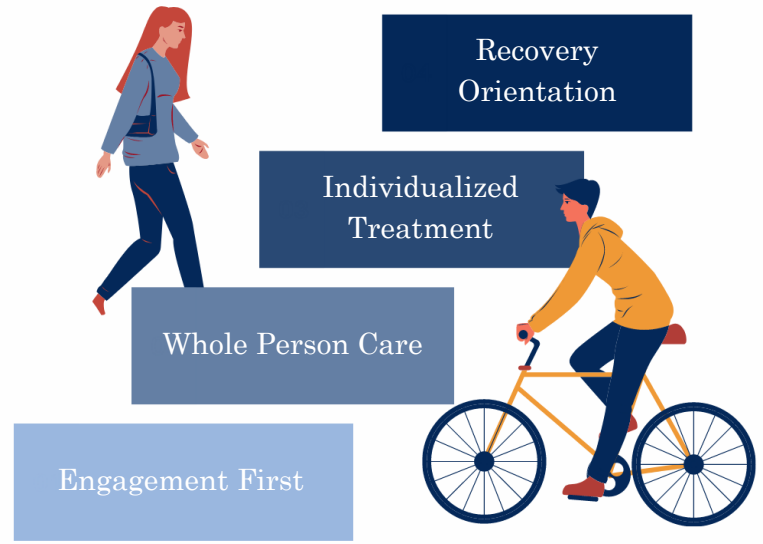 Recovery
Orientation
Individualized
Treatment
Whole Person Care
Engagement First